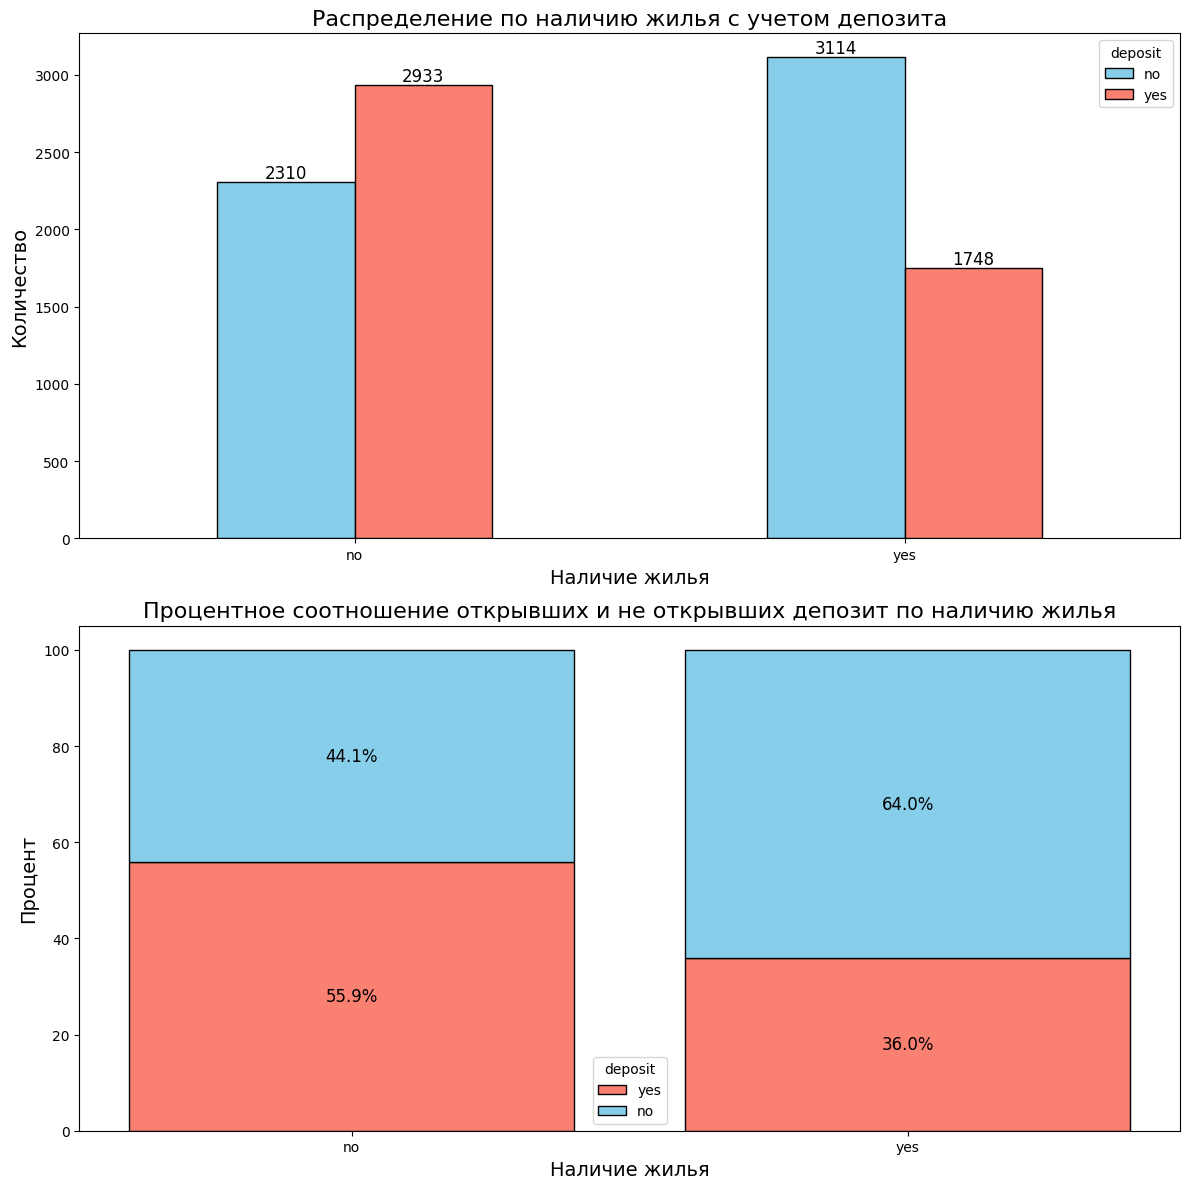 Распределение по наличию жилья с учетом депозита
3114
deposit
no
yes
2933
2310
1748
3000
2500
2000
1500
1000
500
0
Количество
no
yes
Наличие жилья
Процентное соотношение открывших и не открывших депозит по наличию жилья
100
80
60
40
20
0
Процент
44.1%
64.0%
55.9%
36.0%
deposit
yes
no
no
yes
Наличие жилья